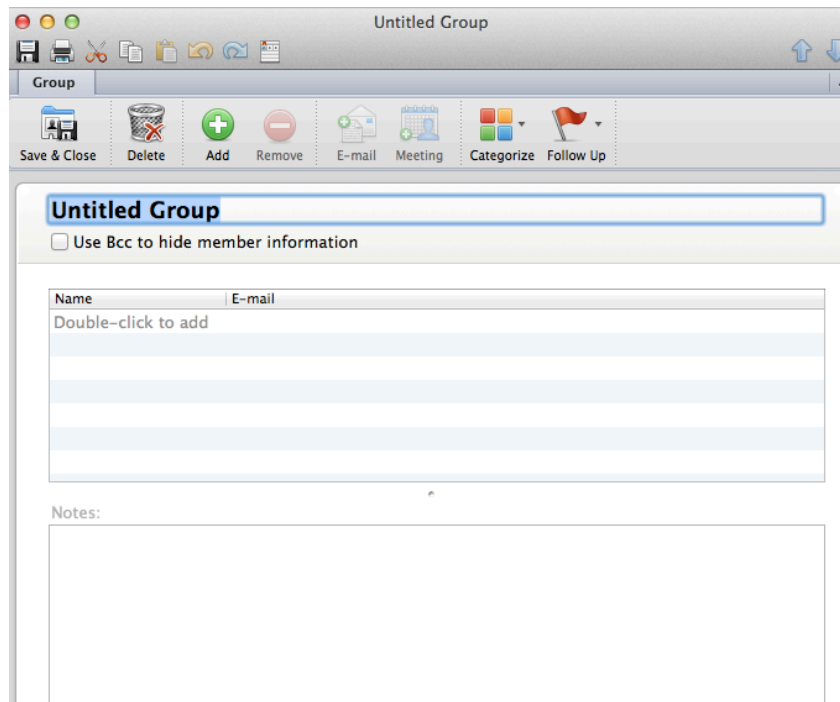 Untitled Group
Group
Save & Close Delete Add Remove E-mail Meeting Categorize Follow Up
Untitled Group
Use Bcc to hide member information
Name E-mail
Double-click to add
Notes: